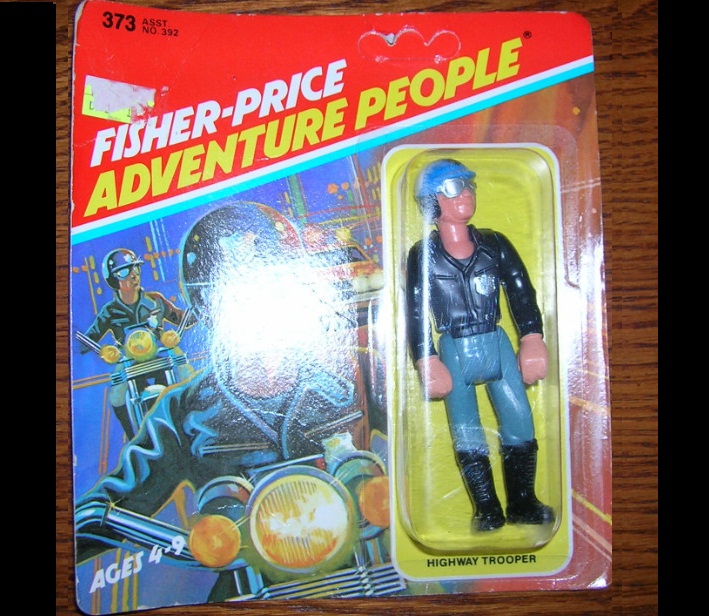 373 ASST.
NO. 392
FISHER-PRICE
ADVENTURE PEOPLE®
AGES 4-9
HIGHWAY TROOPER